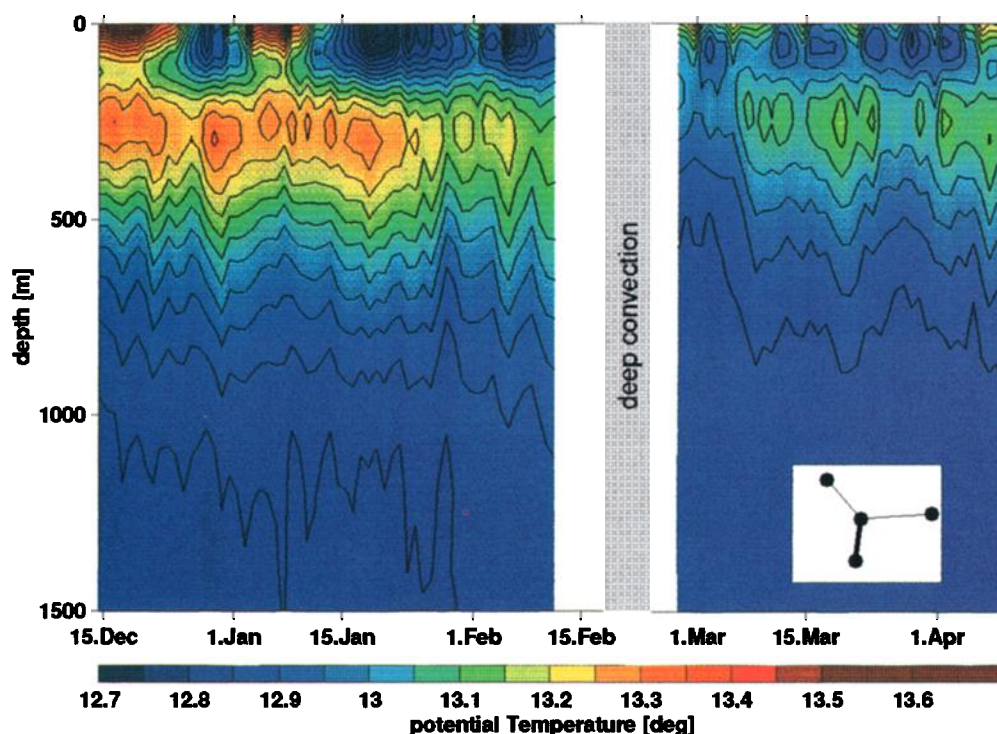 0
500
1000
1500
depth [m]
deep convection
15.Dec 1.Jan 15.Jan 1.Feb 15.Feb 1.Mar 15.Mar 1.Apr
12.7 12.8 12.9 13 13.1 13.2 13.3 13.4 13.5 13.6
potential Temperature [deg]